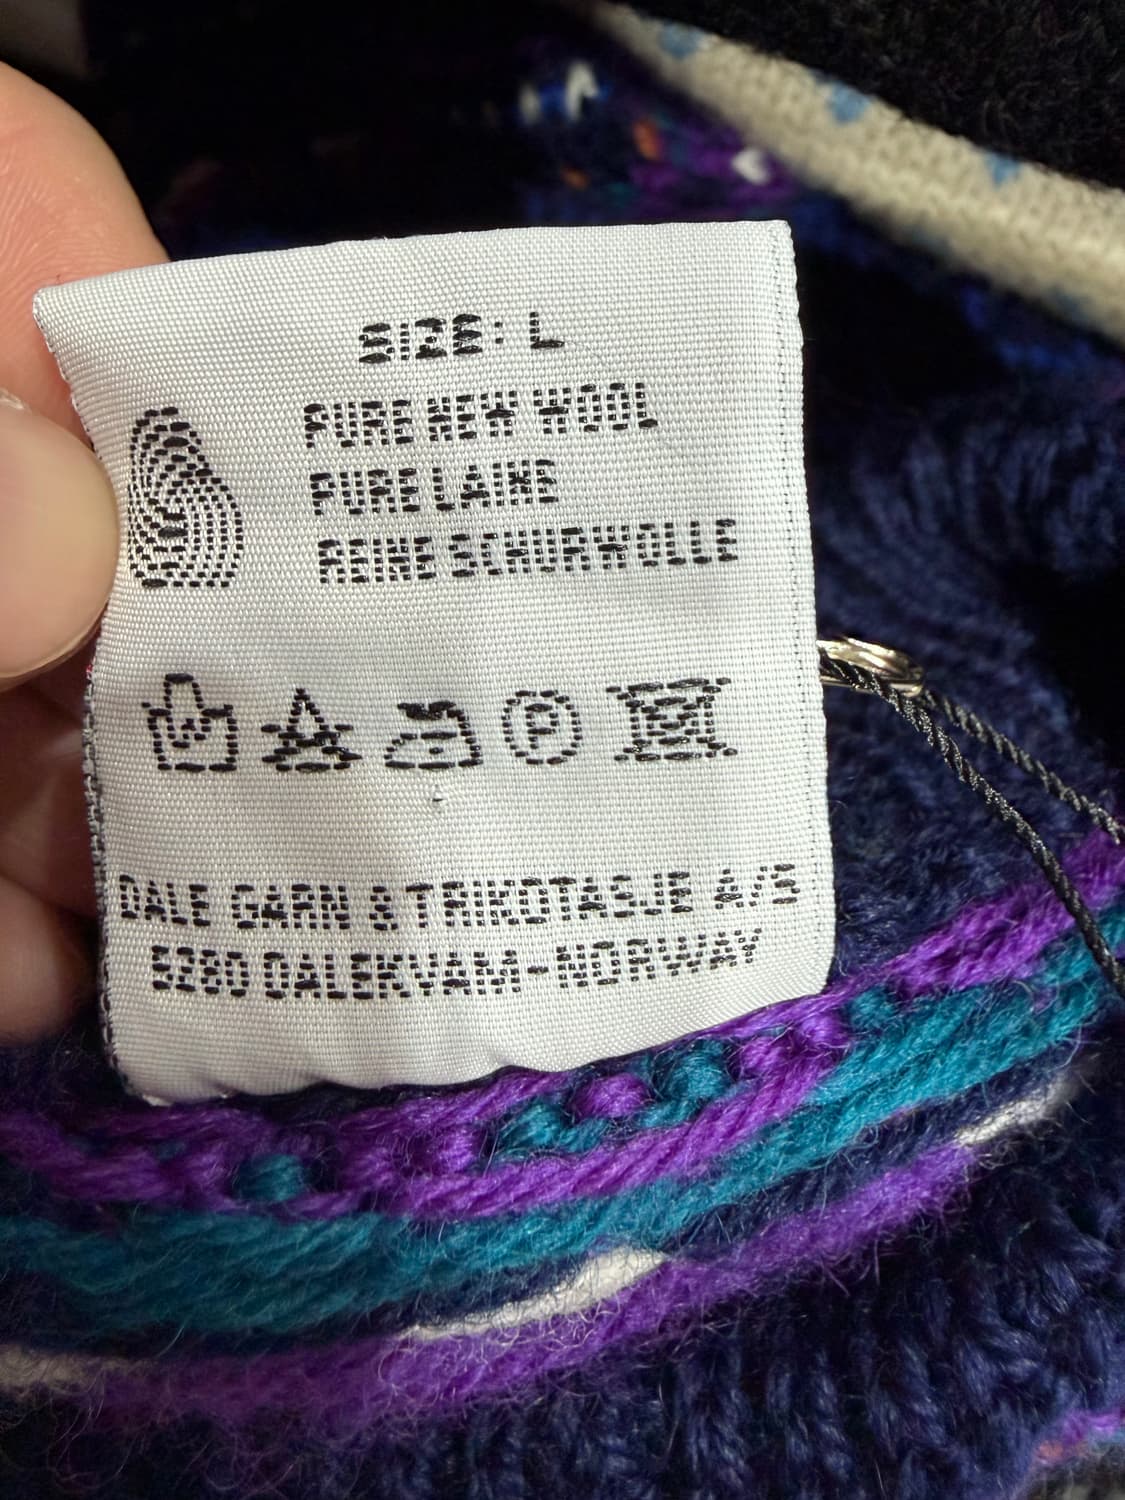 SIZE: L
PURE NEW WOOL
PURE LAINE
REINE SCHURWOLLE
W
P
DALE GARN & TRIKOTASJE A/S
5280 DALEKVAM-NORWAY